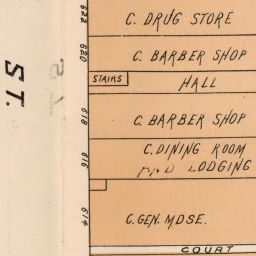 622
C. DRUG STORE
620
C. BARBER SHOP
STAIRS
HALL
ST.
618
C. BARBER SHOP
616
C. DINING ROOM
AND LODGING
614
C. GEN. MDSE.
COURT